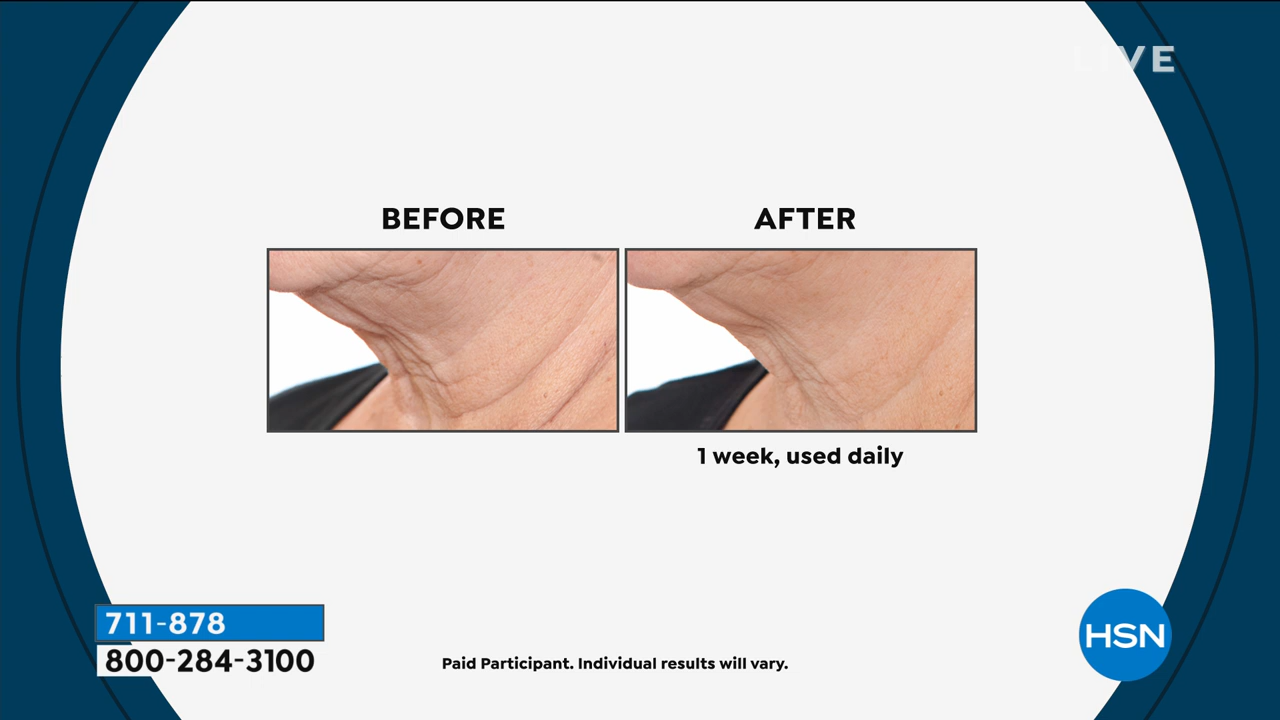 LIVE
BEFORE
AFTER
1 week, used daily
711-878
800-284-3100
Paid Participant. Individual results will vary.
HSN